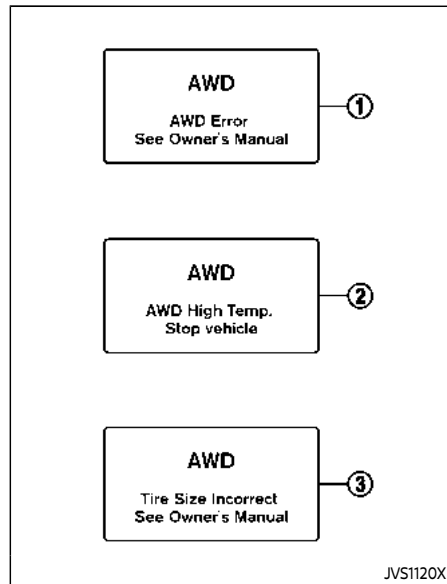 AWD
AWD Error
See Owner's Manual
1
AWD
AWD High Temp.
Stop vehicle
2
AWD
Tire Size Incorrect
See Owner's Manual
3
JVS1120X